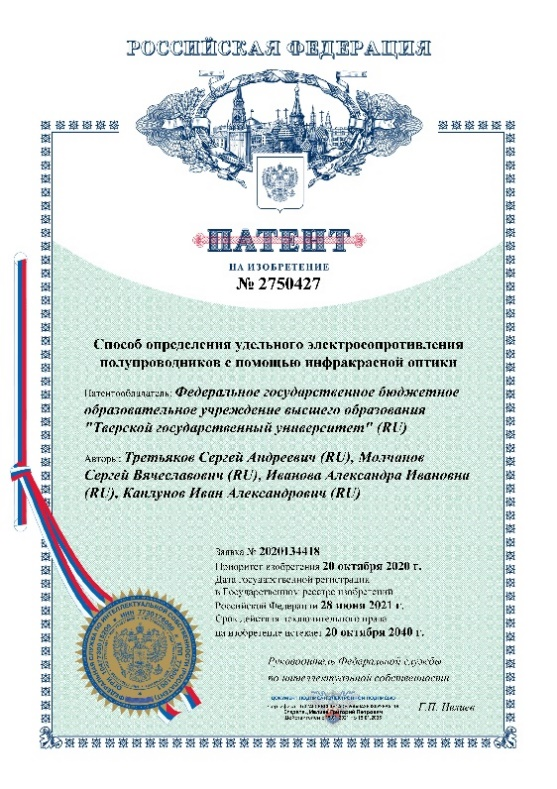 РОССИЙСКАЯ ФЕДЕРАЦИЯ
ПАТЕНТ
НА ИЗОБРЕТЕНИЕ
№ 2750427
Способ определения удельного электросопротивления
полупроводников с помощью инфракрасной оптики
Патентообладатель: Федеральное государственное бюджетное
образовательное учреждение высшего образования
"Тверской государственный университет" (RU)
Авторы: Третьяков Сергей Андреевич (RU), Молчанов
Сергей Вячеславович (RU), Иванова Александра Ивановна
(RU), Каплунов Иван Александрович (RU)
Заявка № 2020134418
Приоритет изобретения 20 октября 2020 г.
Дата государственной регистрации
в Государственном реестре изобретений
Российской Федерации 28 июня 2021 г.
Срок действия исключительного права
на изобретение истекает 20 октября 2040 г.
Руководитель Федеральной службы
по интеллектуальной собственности
ДОКУМЕНТ ПОДПИСАН ЭЛЕКТРОННОЙ ПОДПИСЬЮ
Г.П. Ивлиев